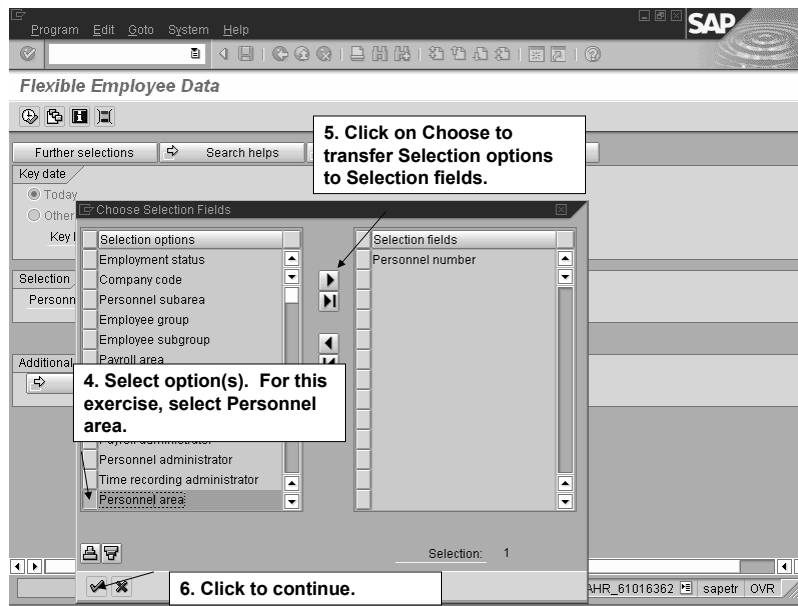 Program Edit Goto System Help
SAP
Flexible Employee Data
Further selections Search helps
5. Click on Choose to
transfer Selection options
to Selection fields.
Key date
Today
Other
Choose Selection Fields
Selection options Selection fields
Employment status Personnel number
Company code
Selection
Personnel subarea
Employee group
Employee subgroup
Additional
Payroll area
4. Select option(s). For this
exercise, select Personnel
area.
Payroll administrator
Personnel administrator
Time recording administrator
Personnel area
Selection: 1
6. Click to continue.
AHR_61016362 sapetr OVR